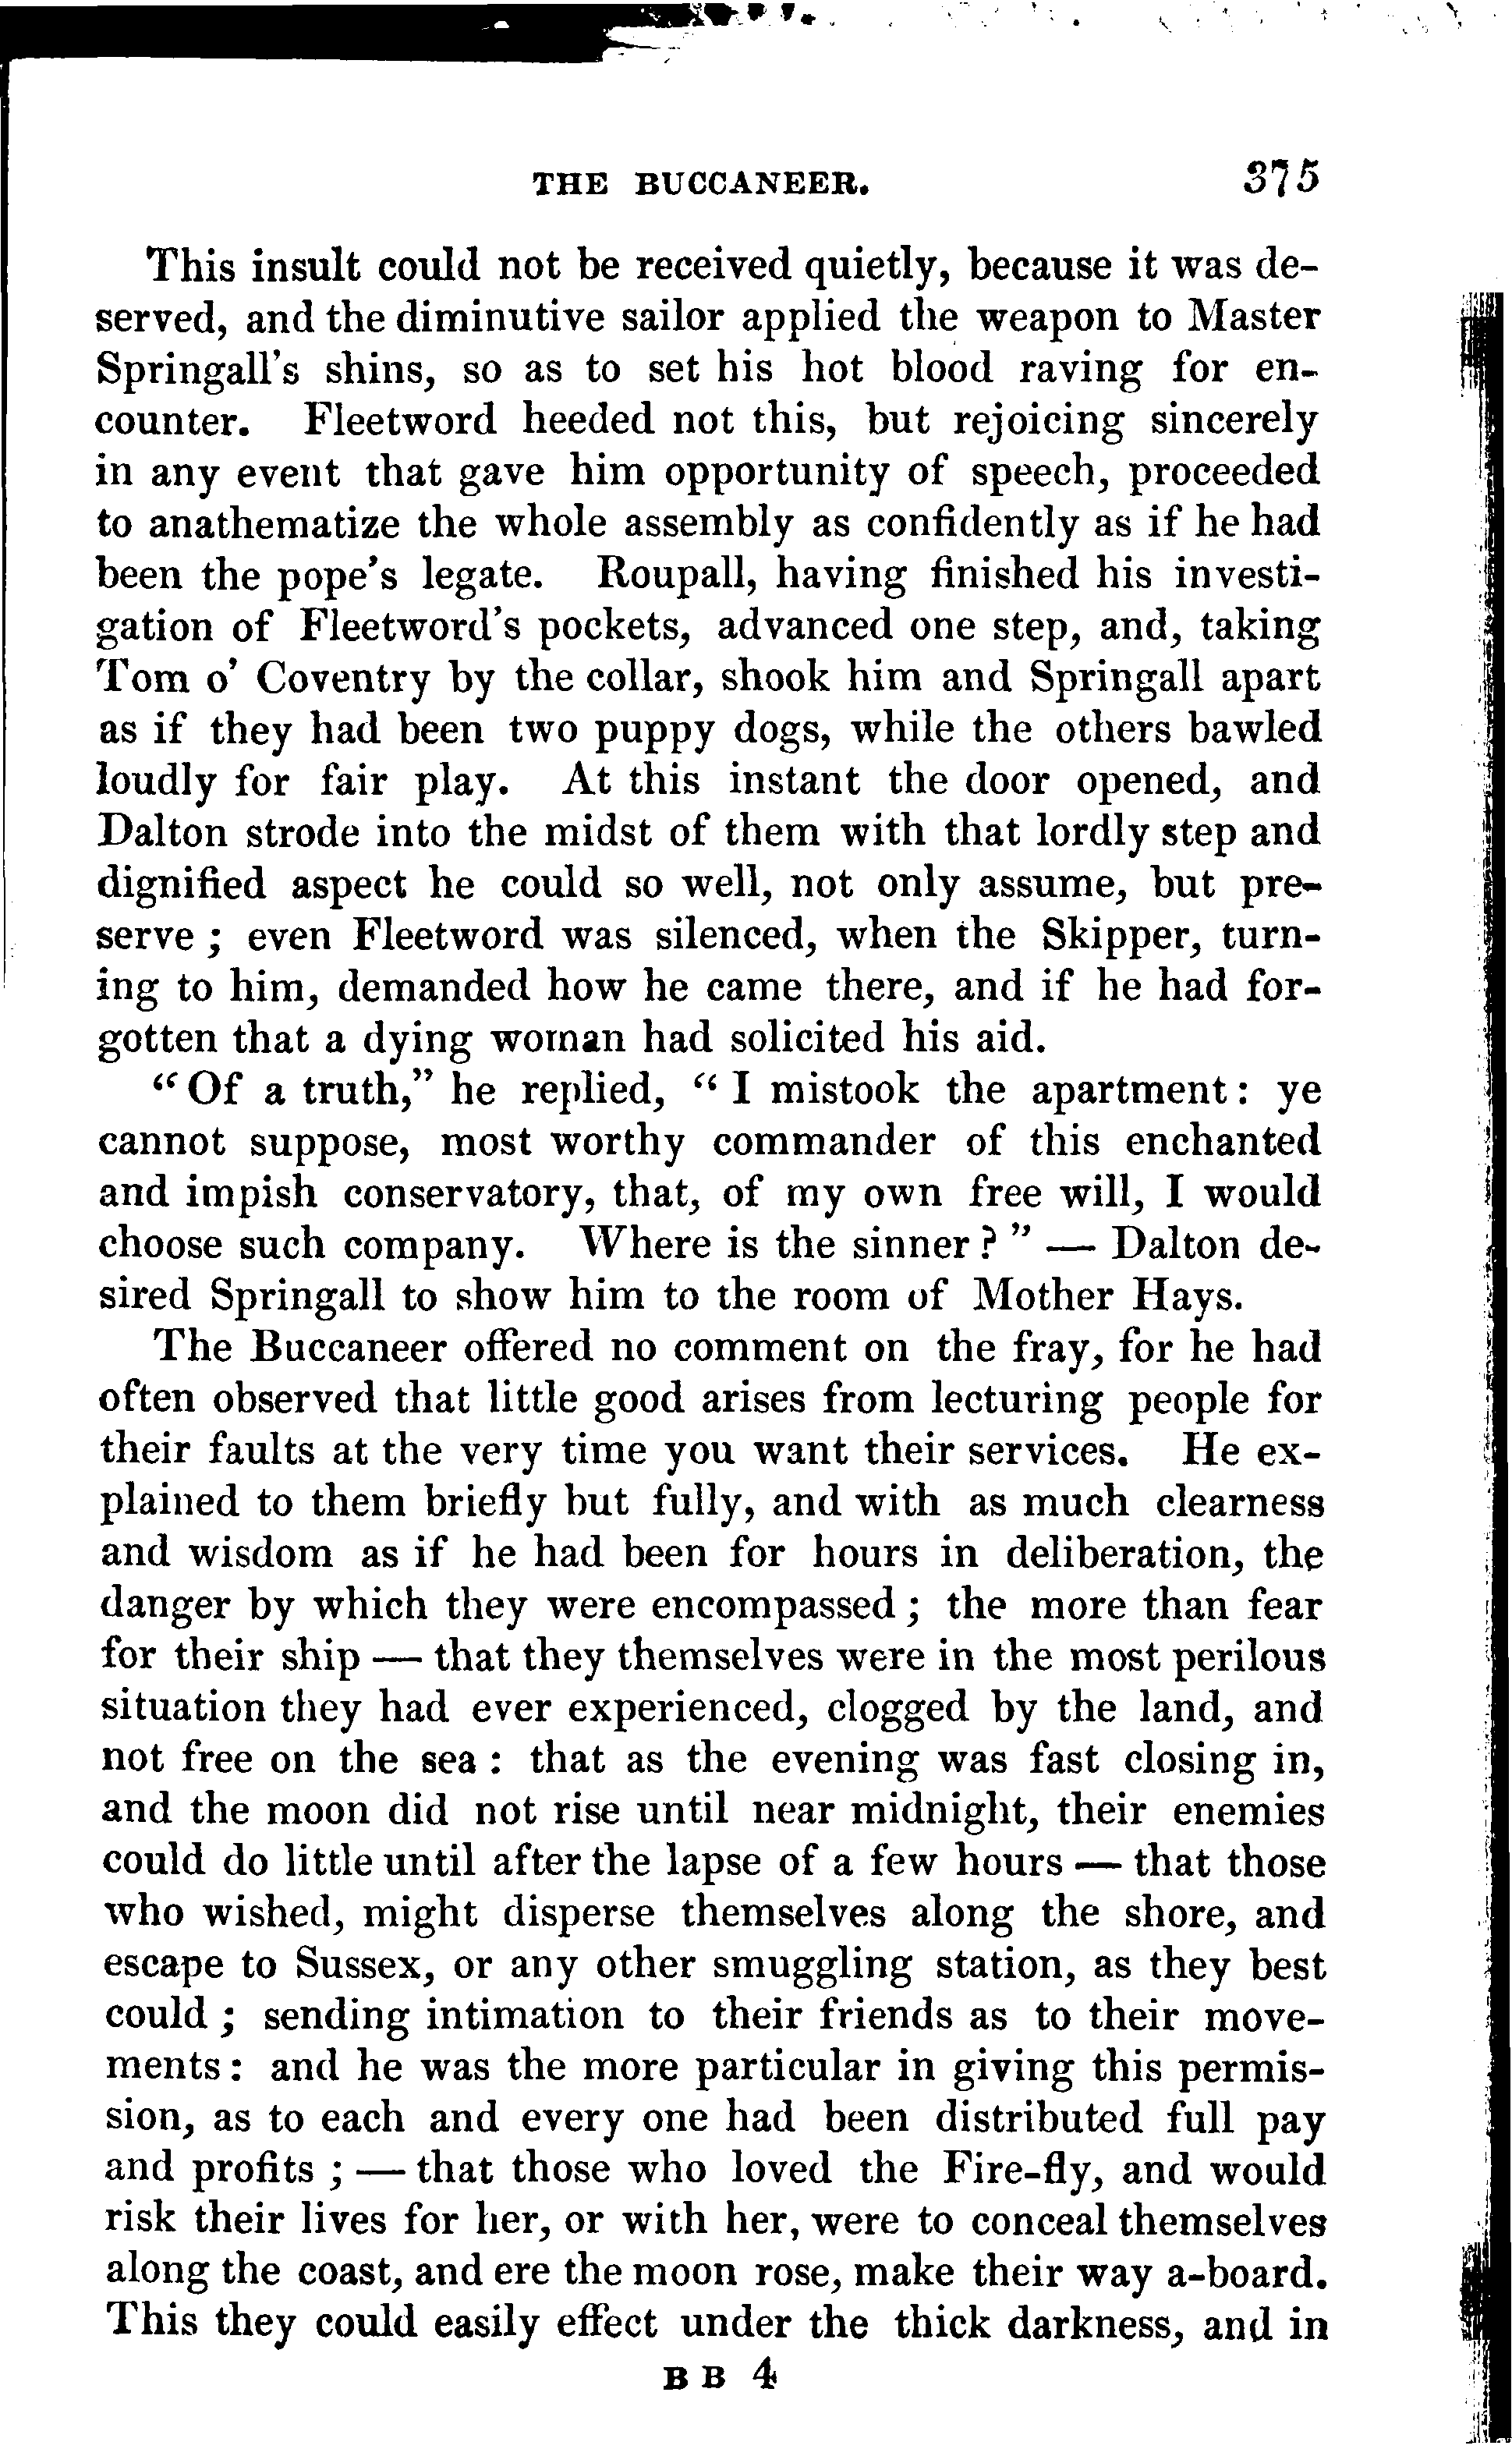 THE BUCCANEER. 375
This insult could not be received quietly, because it was de-
served, and the diminutive sailor applied the weapon to Master
Springall's shins, so as to set his hot blood raving for en-
counter. Fleetword heeded not this, but rejoicing sincerely
in any event that gave him opportunity of speech, proceeded
to anathematize the whole assembly as confidently as if he had
been the pope's legate. Roupall, having finished his investi-
gation of Fleetword's pockets, advanced one step, and, taking
Tom o' Coventry by the collar, shook him and Springall apart
as if they had been two puppy dogs, while the others bawled
loudly for fair play. At this instant the door opened, and
Dalton strode into the midst of them with that lordly step and
dignified aspect he could so well, not only assume, but pre-
serve ; even Fleetword was silenced, when the Skipper, turn-
ing to him, demanded how he came there, and if he had for-
gotten that a dying woman had solicited his aid.
“ Of a truth,” he replied, “ I mistook the apartment : ye
cannot suppose, most worthy commander of this enchanted
and impish conservatory, that, of my own free will, I would
choose such company. Where is the sinner ? ” — Dalton de-
sired Springall to show him to the room of Mother Hays.
The Buccaneer offered no comment on the fray, for he had
often observed that little good arises from lecturing people for
their faults at the very time you want their services. He ex-
plained to them briefly but fully, and with as much clearness
and wisdom as if he had been for hours in deliberation, the
danger by which they were encompassed ; the more than fear
for their ship — that they themselves were in the most perilous
situation they had ever experienced, clogged by the land, and
not free on the sea : that as the evening was fast closing in,
and the moon did not rise until near midnight, their enemies
could do little until after the lapse of a few hours — that those
who wished, might disperse themselves along the shore, and
escape to Sussex, or any other smuggling station, as they best
could ; sending intimation to their friends as to their move-
ments : and he was the more particular in giving this permis-
sion, as to each and every one had been distributed full pay
and profits ; — that those who loved the Fire-fly, and would
risk their lives for her, or with her, were to conceal themselves
along the coast, and ere the moon rose, make their way a-board.
This they could easily effect under the thick darkness, and in
B B 4